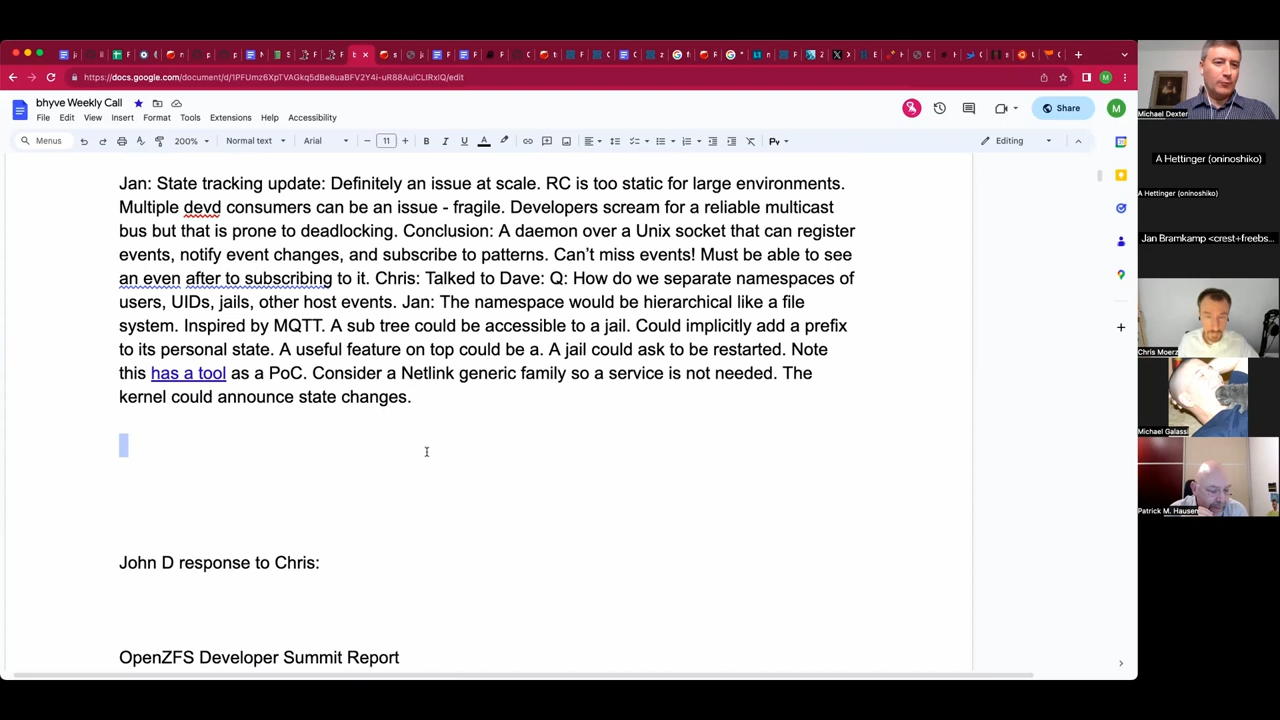 https://docs.google.com/document/d/1PFUmz6XpTVAGkq5dBe8uaBFV2Y4i-uR88AulCLlRxlQ/edit
bhyve Weekly Call
File Edit View Insert Format Tools Extensions Help Accessibility
Share
M
Menus
200%
Normal text
Arial
11
B I U A
Editing
Jan: State tracking update: Definitely an issue at scale. RC is too static for large environments.
Multiple devd consumers can be an issue - fragile. Developers scream for a reliable multicast
bus but that is prone to deadlocking. Conclusion: A daemon over a Unix socket that can register
events, notify event changes, and subscribe to patterns. Can’t miss events! Must be able to see
an even after to subscribing to it. Chris: Talked to Dave: Q: How do we separate namespaces of
users, UIDs, jails, other host events. Jan: The namespace would be hierarchical like a file
system. Inspired by MQTT. A sub tree could be accessible to a jail. Could implicitly add a prefix
to its personal state. A useful feature on top could be a. A jail could ask to be restarted. Note
this has a tool as a PoC. Consider a Netlink generic family so a service is not needed. The
kernel could announce state changes.
John D response to Chris:
OpenZFS Developer Summit Report
Michael Dexter
A Hettinger (oninoshiko)
A Hettinger (oninoshiko)
Jan Bramkamp <crest+freebs...
Chris Moerz
Michael Galassi
Patrick M. Hausen